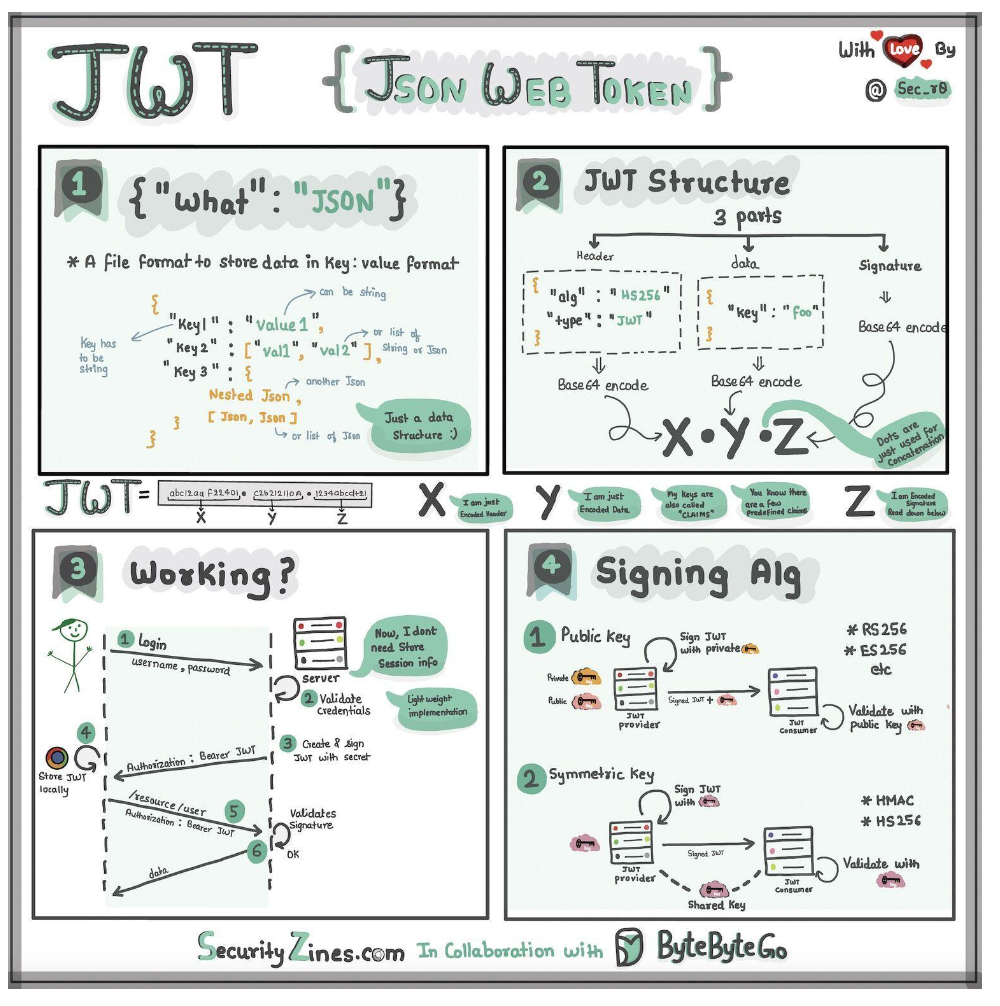 JWT
{JSON WEB TOKEN}
With Love By
@ Sec_r0
1
{"What": "JSON"}
* A file format to store data in Key: value format
can be string
{
"Key1" : "Value1",
Key has
to be
string
"Key 2" : ["val1", "val2"],
or list of
String or Json
"Key 3" : {
another Json
Nested Json,
[Json, Json]
}
or list of Json
}
Just a data
Structure :)
2
JWT Structure
3 parts
Header
data
Signature
{
"alg" : "HS256"
"type" : "JWT"
}
{
"key" : "foo"
}
Base64 encode
Base64 encode
Base64 encode
X.Y.Z
Dots are
just used for
Concatenation
JWT =
X
Y
Z
X
I am just
Encoded Header
Y
I am just
Encoded Data
My Keys are
also called
"CLAIMS"
You know there
are a few
predefined claims
Z
I am Encoded
Signature
Read down below
3
Working?
1 Login
username, password
server
Now, I dont
need Store
Session info
2 Validate
credentials
Light weight
implementation
3 Create & sign
JWT with secret
4
Store JWT
locally
Authorization: Bearer JWT
/resource/user
5
Authorization: Bearer JWT
Validates
Signature
OK
6
data
4
Signing Alg
1 Public Key
Sign JWT
with private
* RS256
* ES256
etc
Private
Public
Signed JWT +
JWT
provider
JWT
Consumer
Validate with
public Key
2 Symmetric Key
Sign JWT
with
* HMAC
* HS256
Signed JWT
JWT
provider
JWT
Consumer
Validate with
Shared Key
SecurityZines.com In Collaboration with ByteByteGo